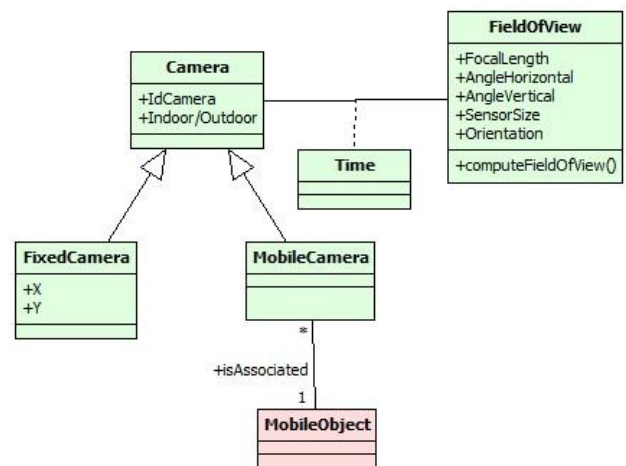 FieldOfView
+FocalLength
+AngleHorizontal
+AngleVertical
+SensorSize
+Orientation
+computeFieldOfView()
Camera
+IdCamera
+Indoor/Outdoor
Time
FixedCamera
+X
+Y
MobileCamera
*
+isAssociated
1
MobileObject